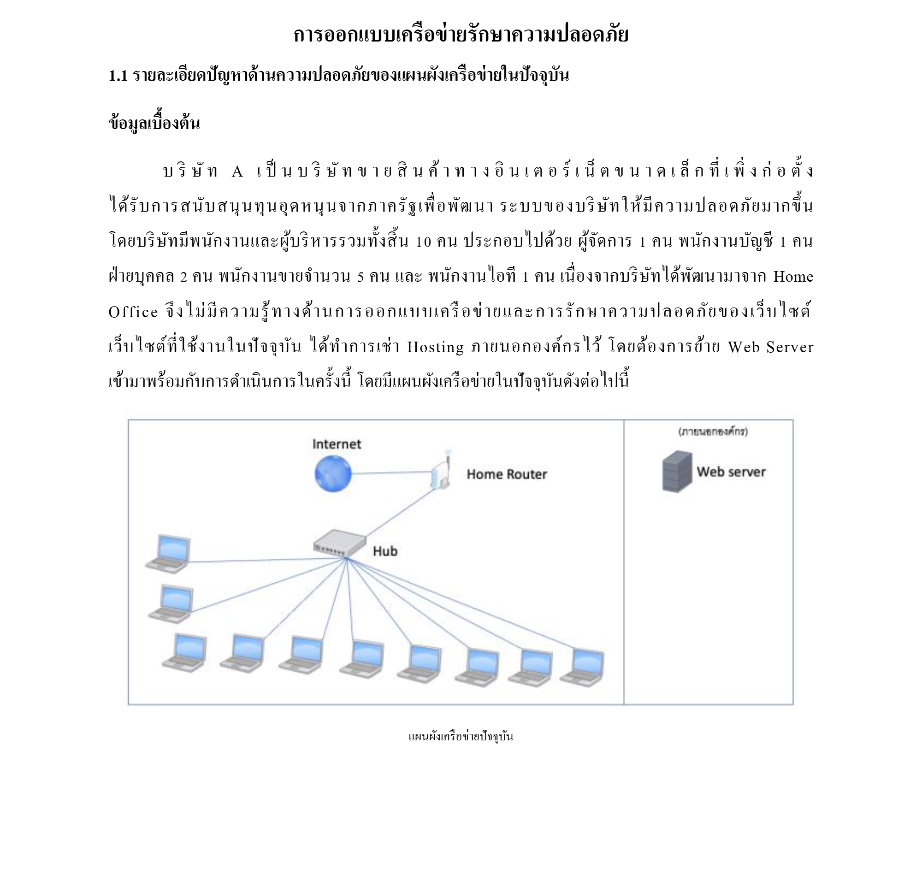 การออกแบบเครือข่ายรักษาความปลอดภัย
1.1 รายละเอียดปัญหาด้านความปลอดภัยของแผนผังเครือข่ายในปัจจุบัน
ข้อมูลเบื้องต้น
บริษัท A เป็นบริษัทขายสินค้าทางอินเตอร์เน็ตขนาดเล็กที่เพิ่งก่อตั้ง
ได้รับการสนับสนุนทุนอุดหนุนจากภาครัฐเพื่อพัฒนา ระบบของบริษัทให้มีความปลอดภัยมากขึ้น
โดยบริษัทมีพนักงานและผู้บริหารรวมทั้งสิ้น 10 คน ประกอบไปด้วย ผู้จัดการ 1 คน พนักงานบัญชี 1 คน
ฝ่ายบุคคล 2 คน พนักงานขายจำนวน 5 คน และ พนักงานไอที 1 คน เนื่องจากบริษัทได้พัฒนามาจาก Home
Office จึงไม่มีความรู้ทางด้านการออกแบบเครือข่ายและการรักษาความปลอดภัยของเว็บไซต์
เว็บไซต์ที่ใช้งานในปัจจุบัน ได้ทำการเช่า Hosting ภายนอกองค์กรไว้ โดยต้องการย้าย Web Server
เข้ามาพร้อมกับการดำเนินการในครั้งนี้ โดยมีแผนผังเครือข่ายในปัจจุบันดังต่อไปนี้
(ภายนอกองค์กร)
Internet
Home Router
Web server
Hub
แผนผังเครือข่ายปัจจุบัน